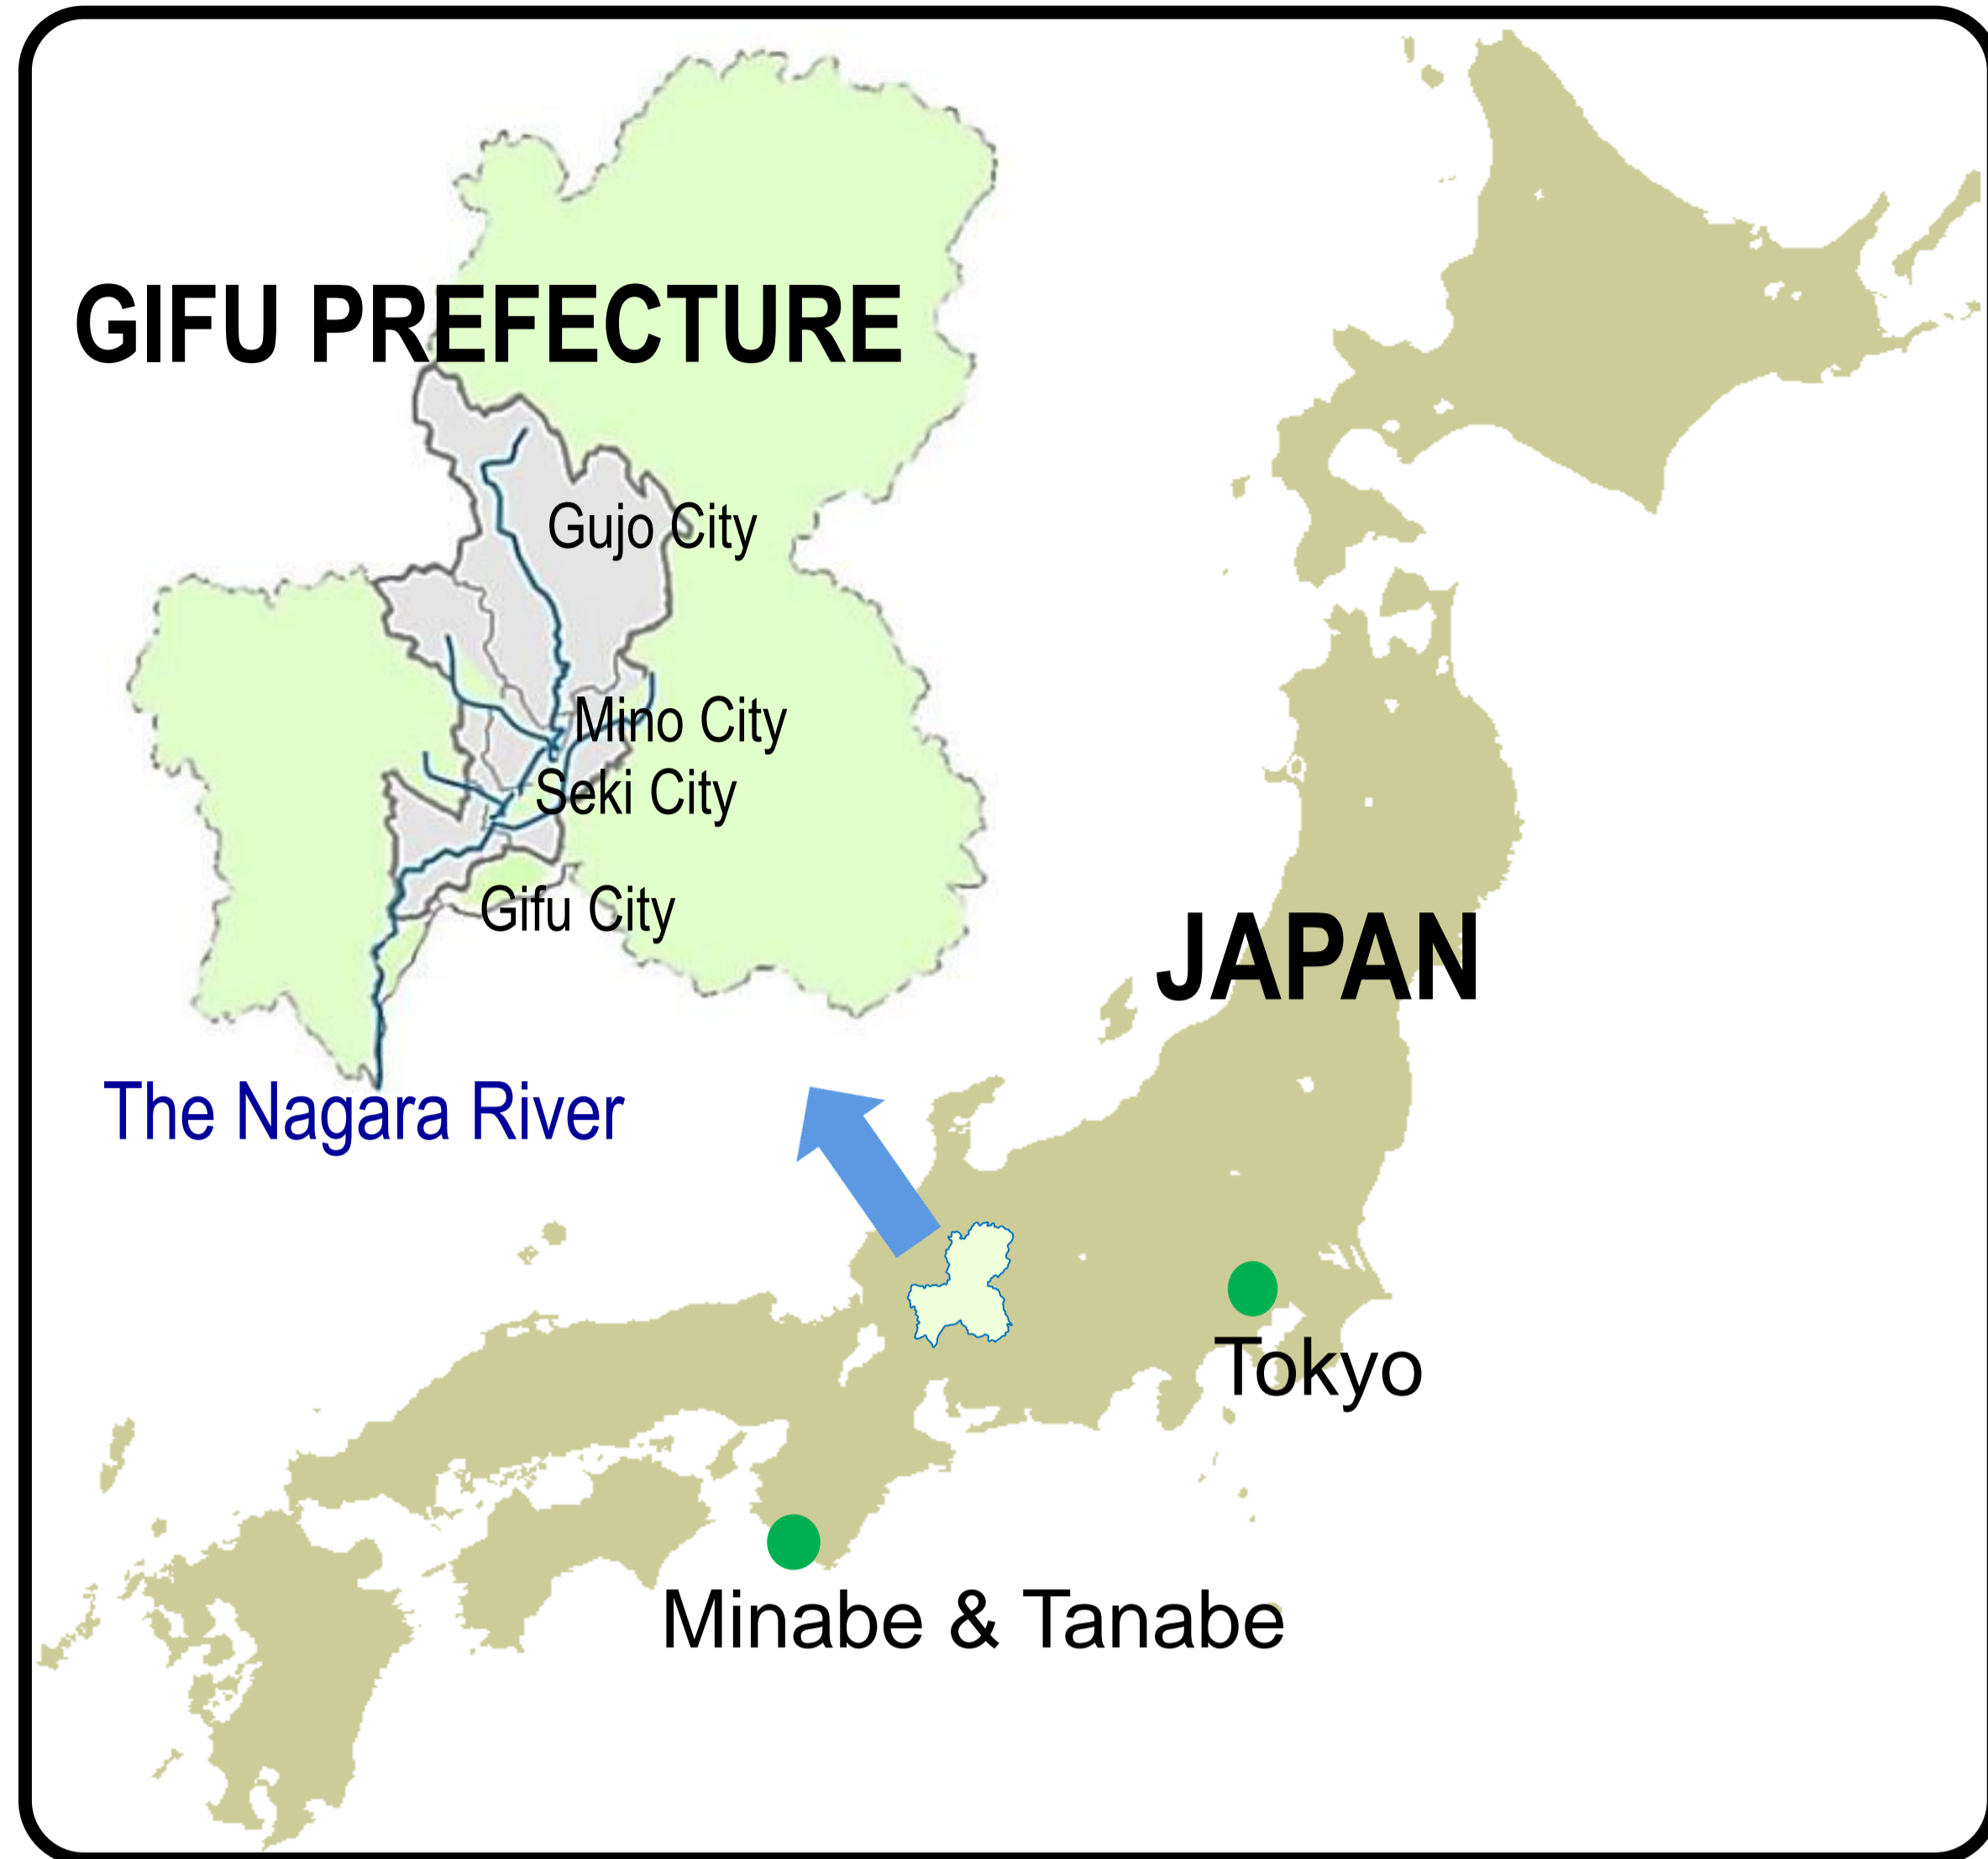 GIFU PREFECTURE
Gujo City
Mino City
Seki City
Gifu City
JAPAN
The Nagara River
Tokyo
Minabe & Tanabe